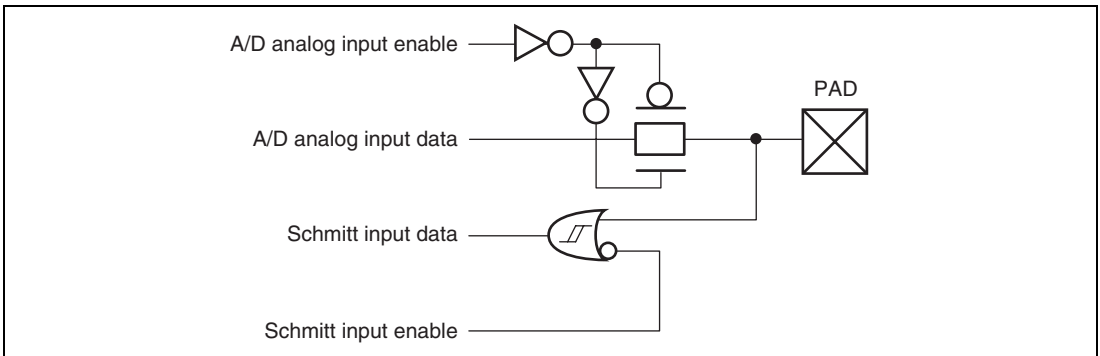 A/D analog input enable
PAD
A/D analog input data
Schmitt input data
Schmitt input enable